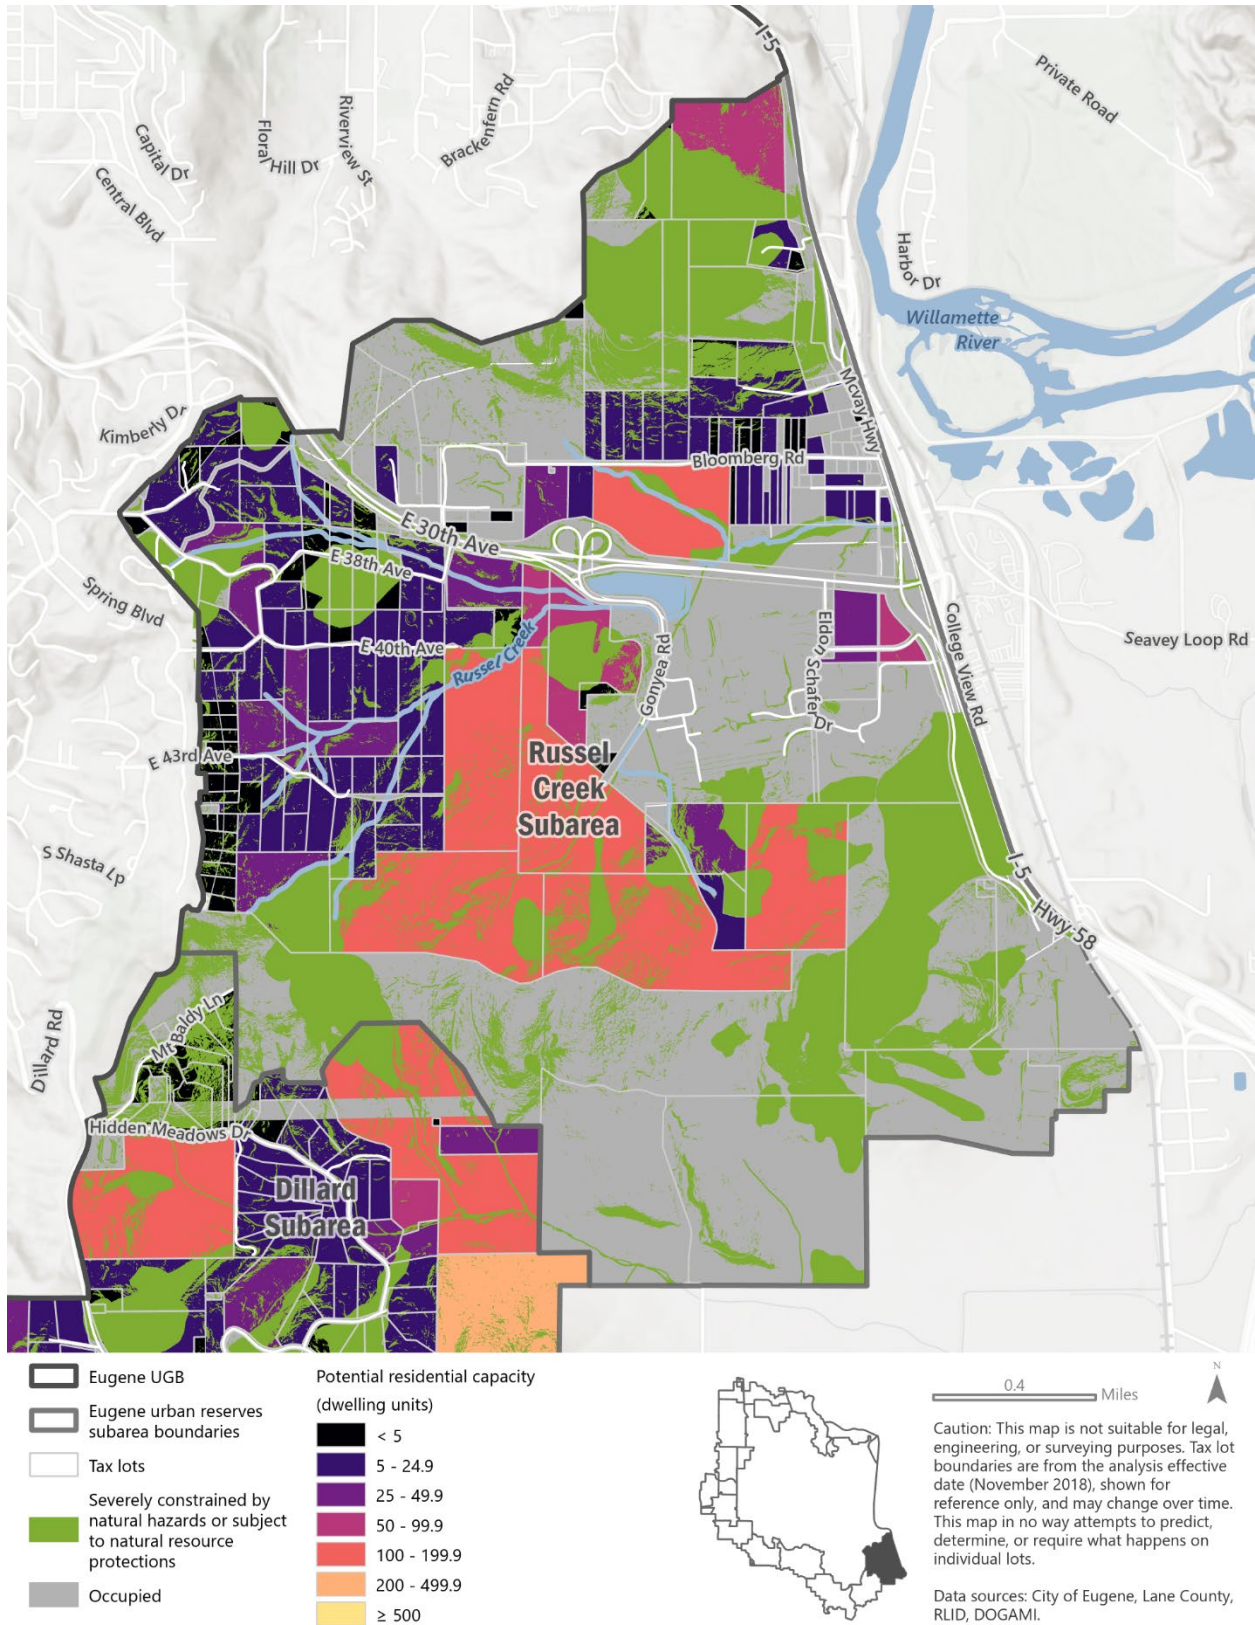 I-5
Private Road
Capital Dr
Floral Hill Dr
Riverview St
Brackenfern Rd
Central Blvd
Harbor Dr
Willamette
River
Kimberly Dr
Mcvay Hwy
Bloomberg Rd
E 30th Ave
E 38th Ave
Spring Blvd
E 40th Ave
Russel Creek
Gonyea Rd
Eldon Schafer Dr
College View Rd
Seavey Loop Rd
E 43rd Ave
Russel
Creek
Subarea
S Shasta Lp
I-5
Hwy 58
Mt Baldy Ln
Dillard Rd
Hidden Meadows Dr
Dillard
Subarea
Eugene UGB
Eugene urban reserves
subarea boundaries
Tax lots
Severely constrained by
natural hazards or subject
to natural resource
protections
Occupied
Potential residential capacity
(dwelling units)
< 5
5 - 24.9
25 - 49.9
50 - 99.9
100 - 199.9
200 - 499.9
≥ 500
N
0.4
Miles
Caution: This map is not suitable for legal,
engineering, or surveying purposes. Tax lot
boundaries are from the analysis effective
date (November 2018), shown for
reference only, and may change over time.
This map in no way attempts to predict,
determine, or require what happens on
individual lots.
Data sources: City of Eugene, Lane County,
RLID, DOGAMI.